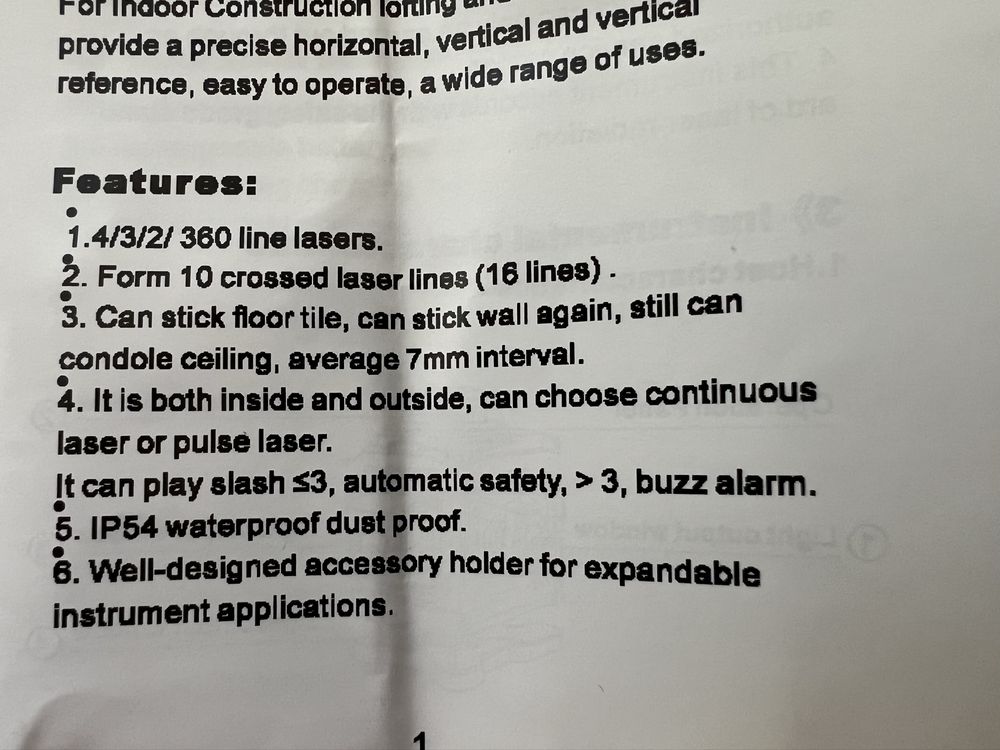 For Indoor Construction lofting
provide a precise horizontal, vertical and vertical
reference, easy to operate, a wide range of uses.
Features:
1.4/3/2/ 360 line lasers.
2. Form 10 crossed laser lines (16 lines) .
3. Can stick floor tile, can stick wall again, still can
condole ceiling, average 7mm interval.
4. It is both inside and outside, can choose continuous
laser or pulse laser.
It can play slash ≤3, automatic safety, > 3, buzz alarm.
5. IP54 waterproof dust proof.
6. Well-designed accessory holder for expandable
instrument applications.
1